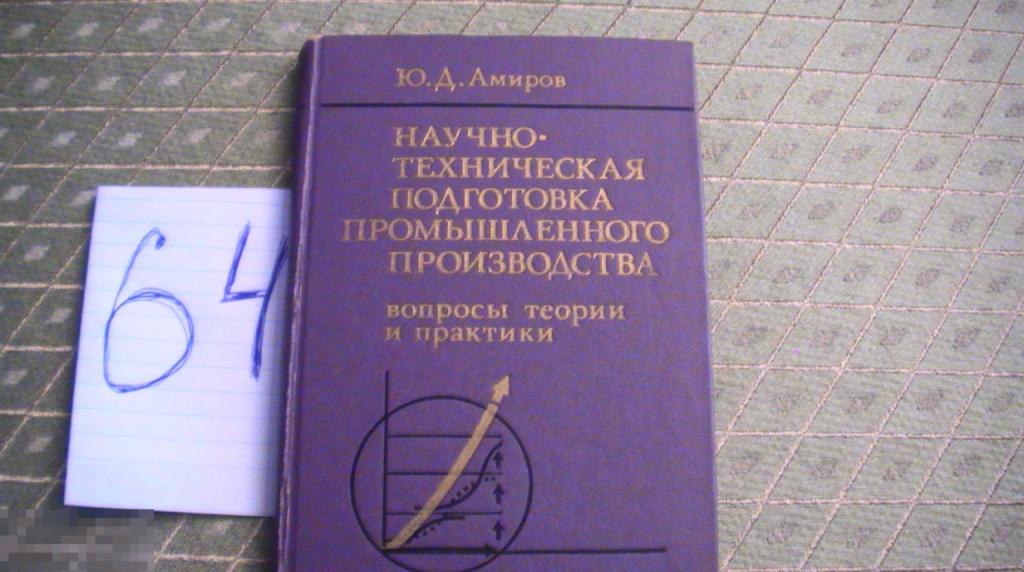 Ю.Д.Амиров
НАУЧНО-
ТЕХНИЧЕСКАЯ
ПОДГОТОВКА
ПРОМЫШЛЕННОГО
ПРОИЗВОДСТВА
вопросы теории
и практики
64